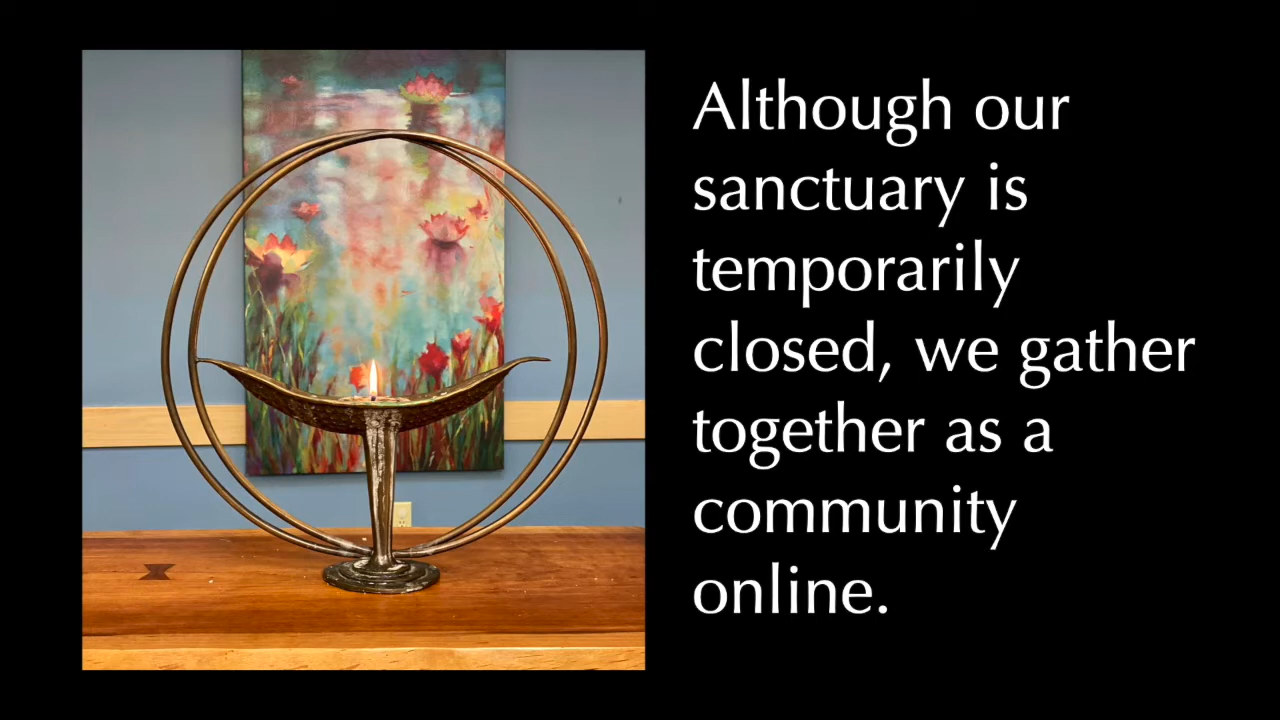 Although our
sanctuary is
temporarily
closed, we gather
together as a
community
online.